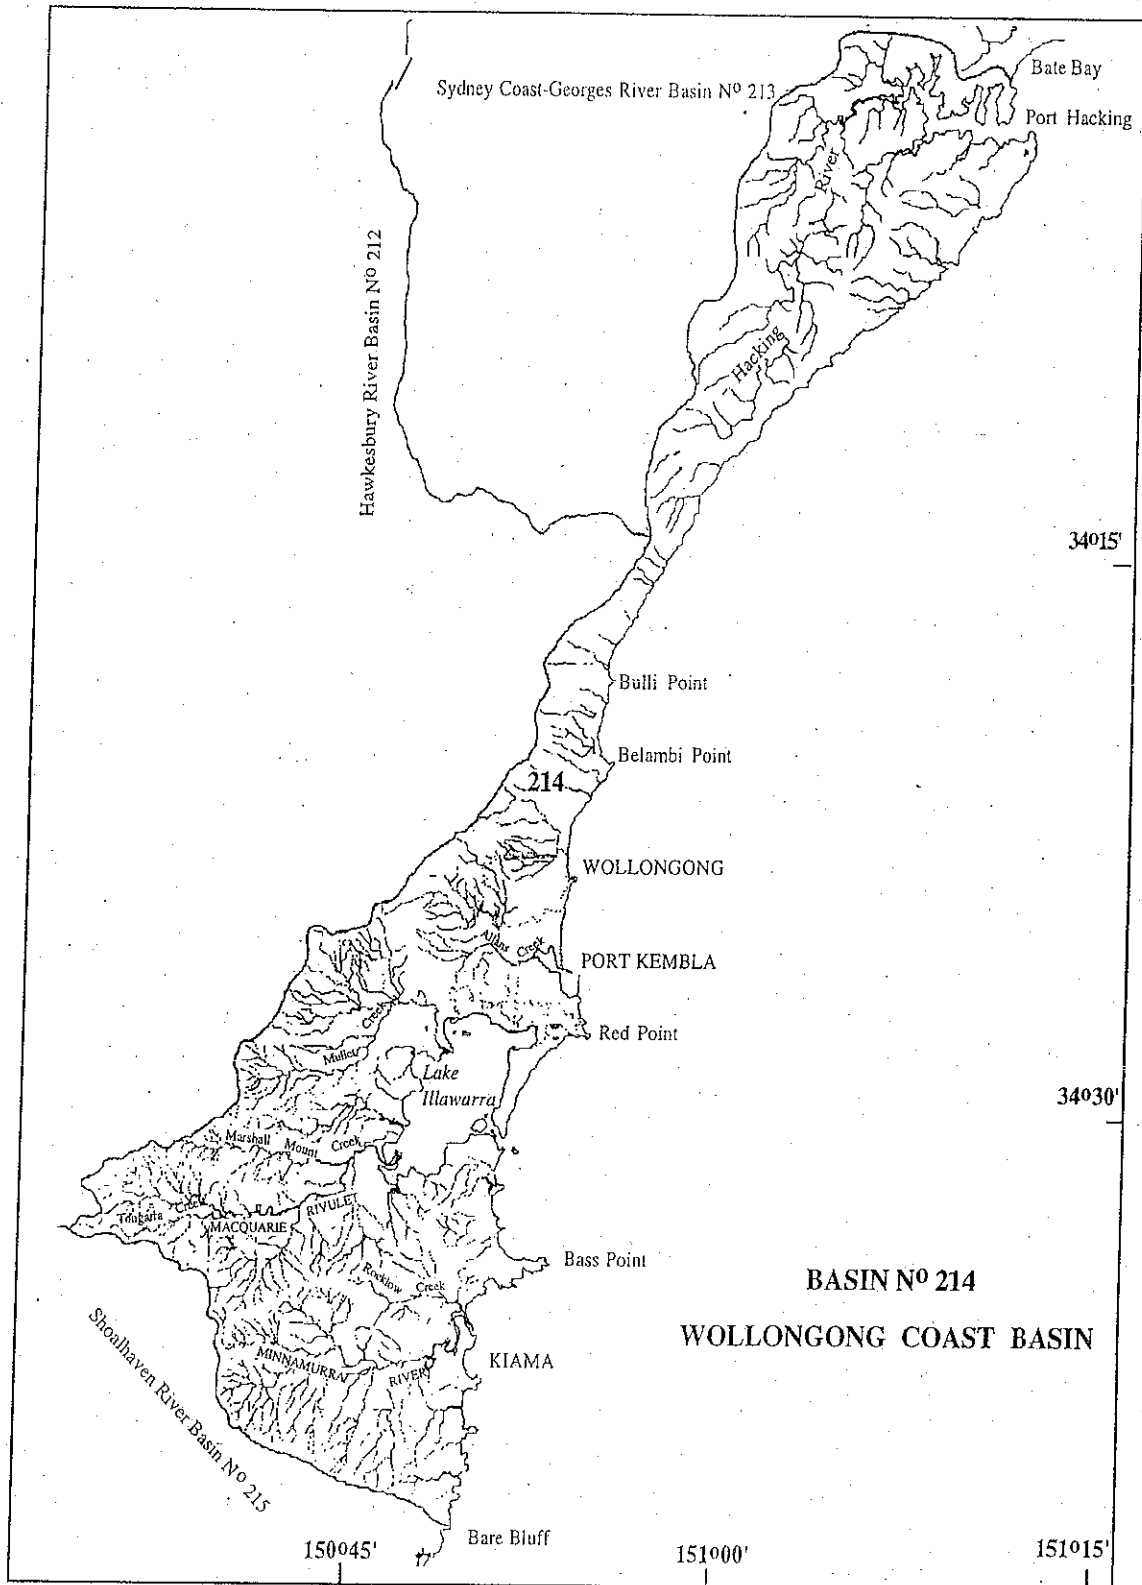 Bate Bay
Sydney Coast-Georges River Basin Nº 213
Port Hacking
River
Hawkesbury River Basin Nº 212
Hacking
34º15'
Bulli Point
Belambi Point
214
WOLLONGONG
Allans Creek
PORT KEMBLA
Red Point
Mullet Creek
Lake
Illawarra
34º30'
Marshall Mount Creek
Tongarra Creek
MACQUARIE RIVULET
Bass Point
Rocklow Creek
BASIN Nº 214
WOLLONGONG COAST BASIN
KIAMA
MINNAMURRA RIVER
Shoalhaven River Basin Nº 215
Bare Bluff
150º45'
151º00'
151º15'